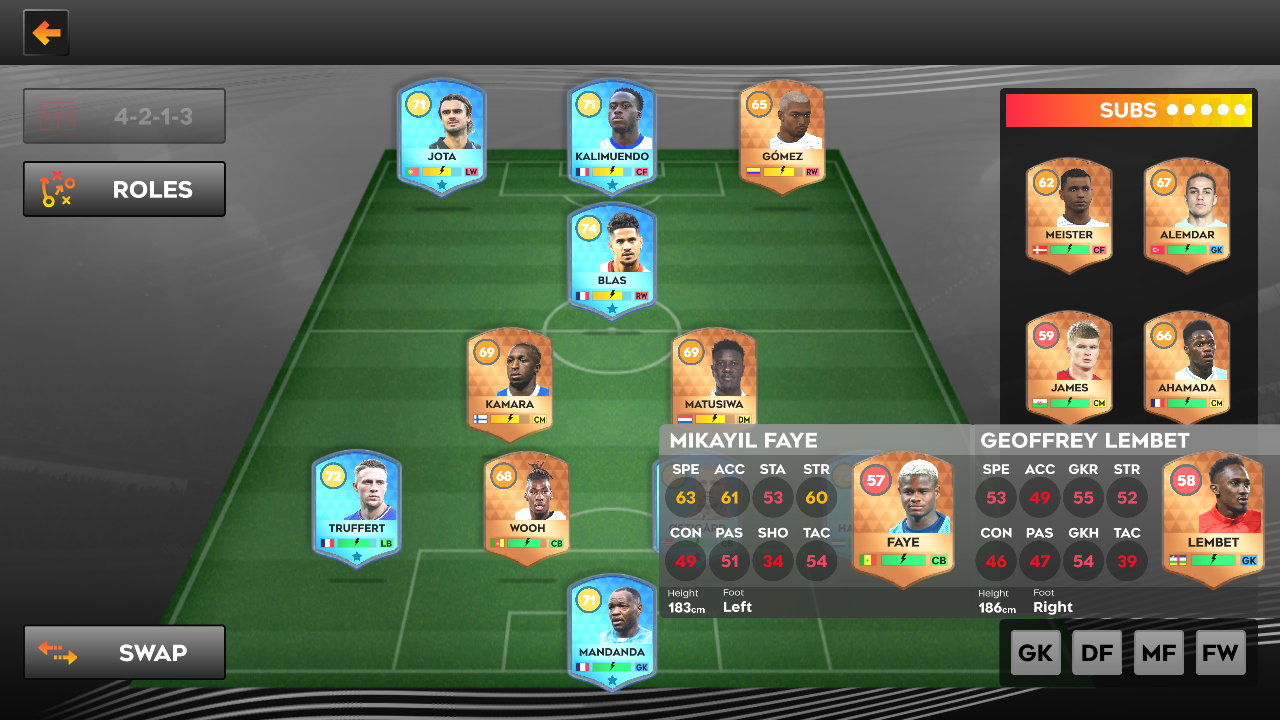 4-2-1-3
ROLES
SUBS
71
JOTA
LW
71
KALIMUENDO
CF
65
GÓMEZ
RW
74
BLAS
RW
62
MEISTER
CF
67
ALEMDAR
GK
59
JAMES
CM
66
AHAMADA
CM
69
KAMARA
CM
69
MATUSIWA
DM
72
TRUFFERT
LB
68
WOOH
CB
71
MANDANDA
GK
MIKAYIL FAYE
SPE ACC STA STR
63 61 53 60
CON PAS SHO TAC
49 51 34 54
Height Foot
183cm Left
57
FAYE
CB
GEOFFREY LEMBET
SPE ACC GKR STR
53 49 55 52
CON PAS GKH TAC
46 47 54 39
Height Foot
186cm Right
58
LEMBET
GK
SWAP
GK DF MF FW